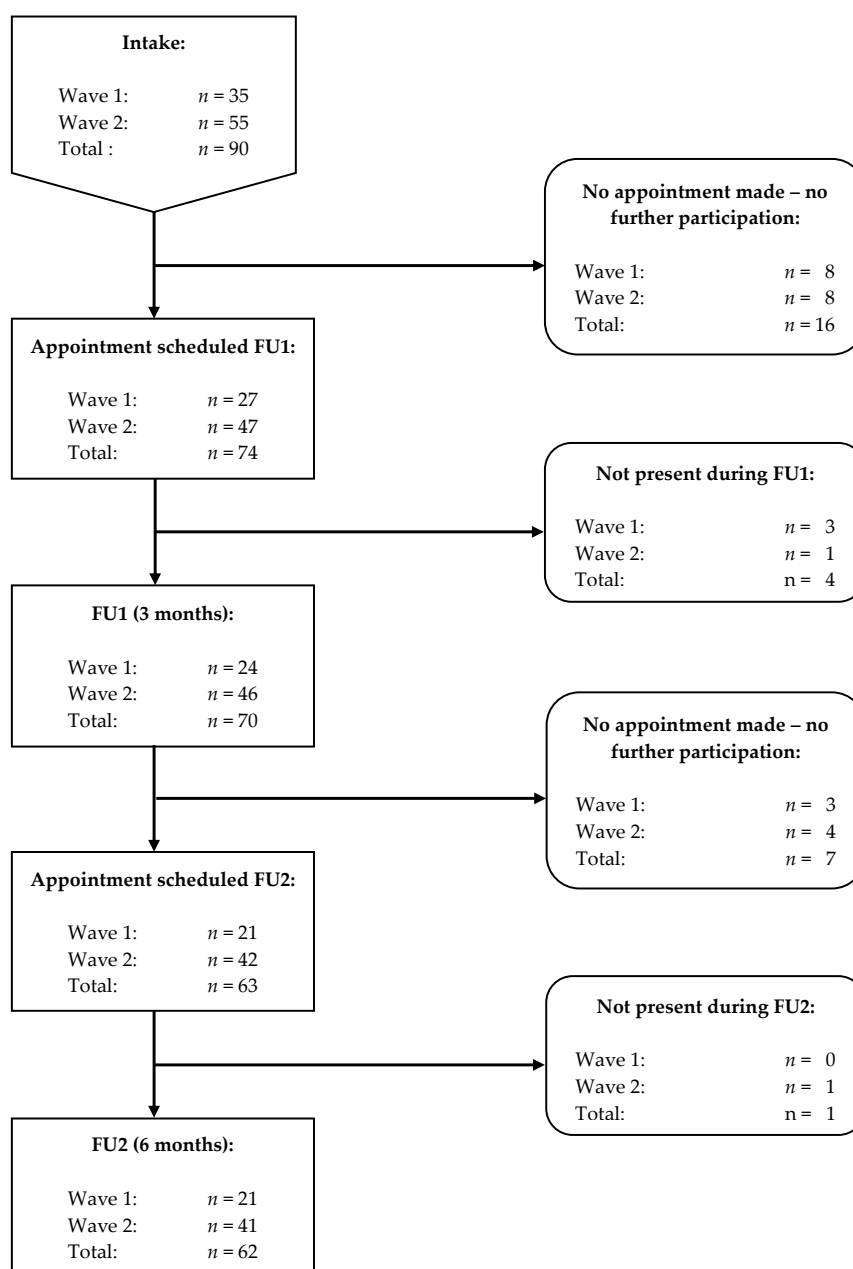 Intake:
Wave 1: n = 35
Wave 2: n = 55
Total : n = 90
No appointment made – no
further participation:
Wave 1: n = 8
Wave 2: n = 8
Total: n = 16
Appointment scheduled FU1:
Wave 1: n = 27
Wave 2: n = 47
Total: n = 74
Not present during FU1:
Wave 1: n = 3
Wave 2: n = 1
Total: n = 4
FU1 (3 months):
Wave 1: n = 24
Wave 2: n = 46
Total: n = 70
No appointment made – no
further participation:
Wave 1: n = 3
Wave 2: n = 4
Total: n = 7
Appointment scheduled FU2:
Wave 1: n = 21
Wave 2: n = 42
Total: n = 63
Not present during FU2:
Wave 1: n = 0
Wave 2: n = 1
Total: n = 1
FU2 (6 months):
Wave 1: n = 21
Wave 2: n = 41
Total: n = 62